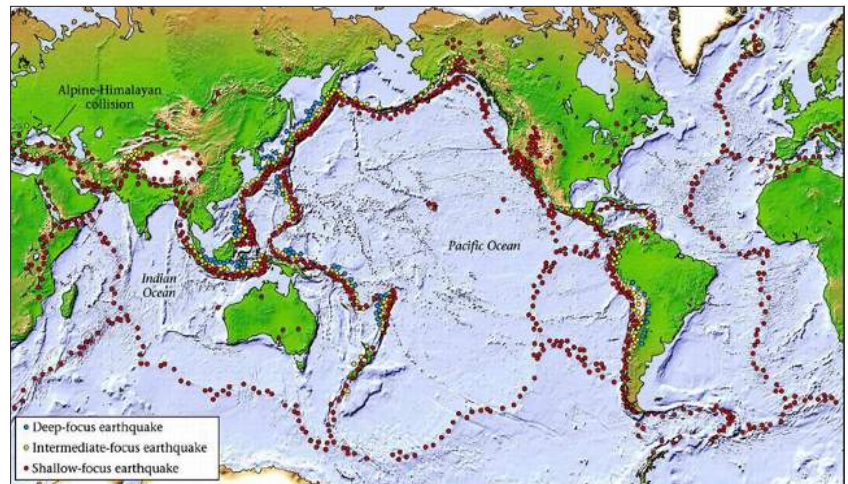 Alpine-Himalayan
collision
Pacific Ocean
Indian
Ocean
Deep-focus earthquake
Intermediate-focus earthquake
Shallow-focus earthquake